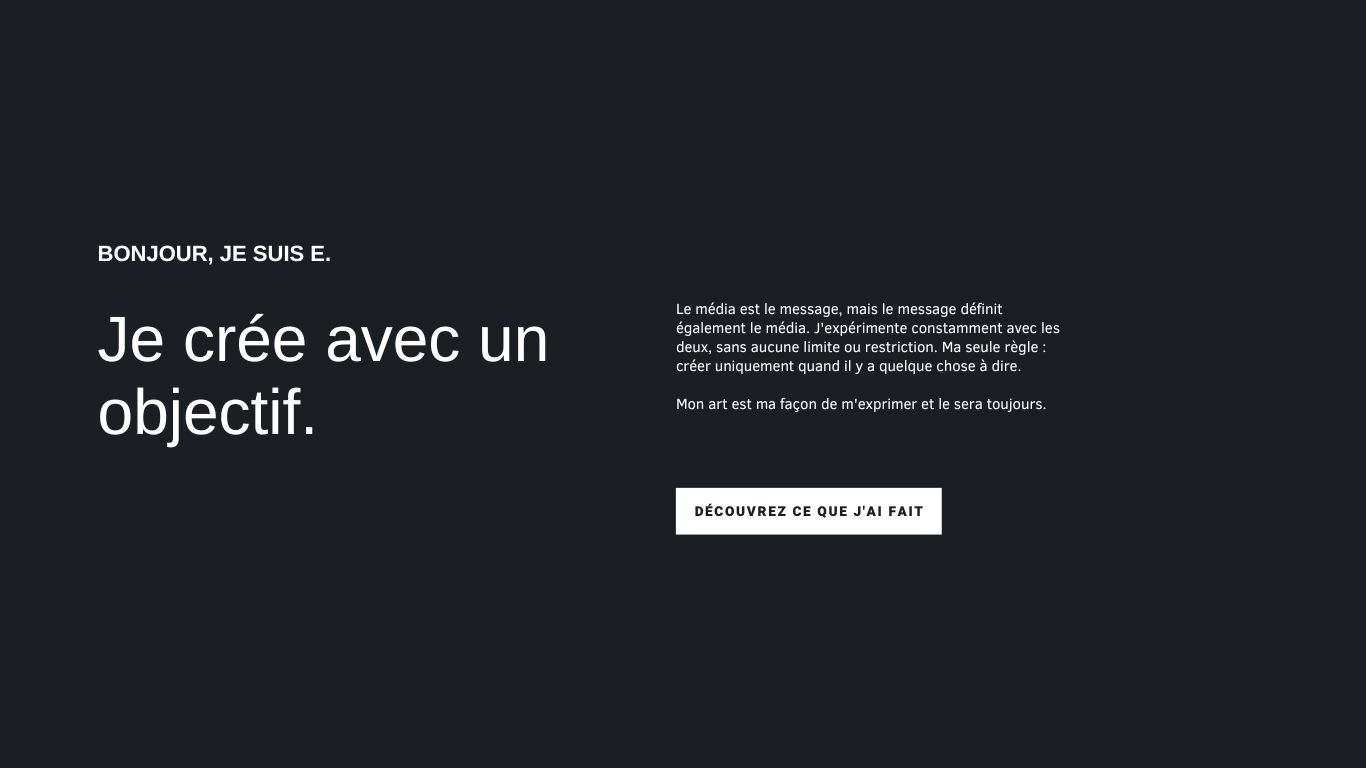 BONJOUR, JE SUIS E.
Je crée avec un
objectif.
Le média est le message, mais le message définit
également le média. J'expérimente constamment avec les
deux, sans aucune limite ou restriction. Ma seule règle :
créer uniquement quand il y a quelque chose à dire.
Mon art est ma façon de m'exprimer et le sera toujours.
DÉCOUVREZ CE QUE J'AI FAIT